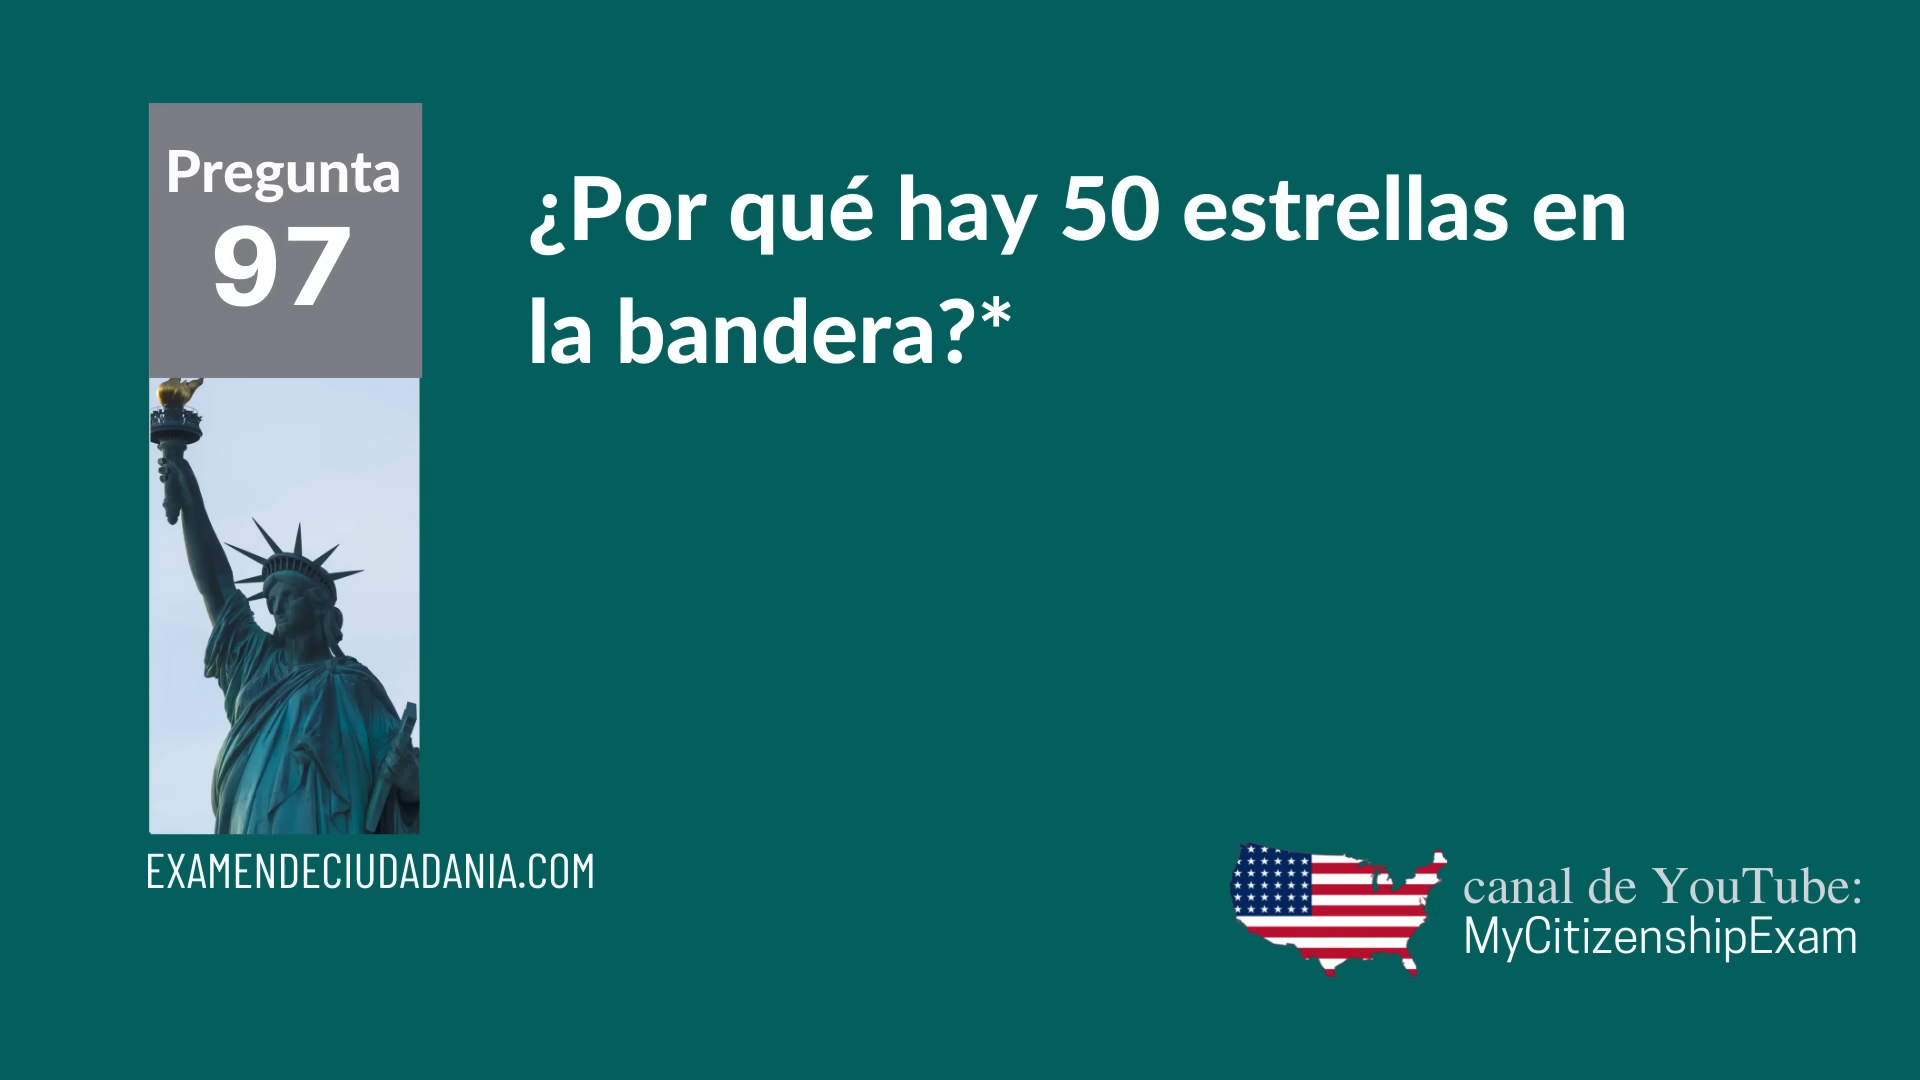 Pregunta
97
¿Por qué hay 50 estrellas en
la bandera?*
EXAMENDECIUDADANIA.COM
canal de YouTube:
MyCitizenshipExam